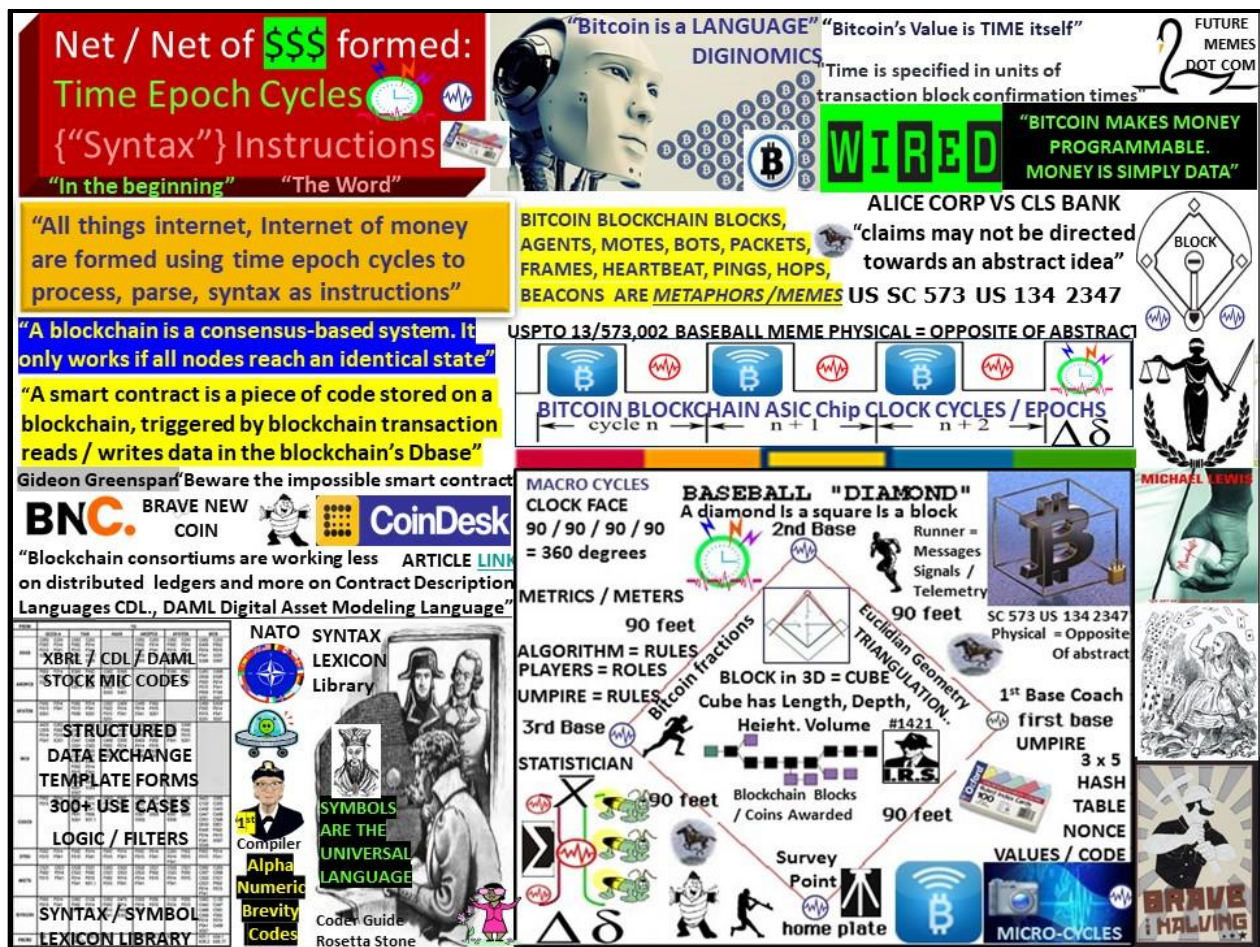 Net / Net of $$$ formed:
Time Epoch Cycles
{“Syntax”} Instructions
“In the beginning” “The Word”
“Bitcoin is a LANGUAGE”
DIGINOMICS
“Bitcoin’s Value is TIME itself”
"Time is specified in units of
transaction block confirmation times"
FUTURE
MEMES
DOT COM
WIRED
“BITCOIN MAKES MONEY
PROGRAMMABLE.
MONEY IS SIMPLY DATA”
“All things internet, Internet of money
are formed using time epoch cycles to
process, parse, syntax as instructions”
BITCOIN BLOCKCHAIN BLOCKS,
AGENTS, MOTES, BOTS, PACKETS,
FRAMES, HEARTBEAT, PINGS, HOPS,
BEACONS ARE METAPHORS/MEMES
ALICE CORP VS CLS BANK
“claims may not be directed
towards an abstract idea”
US SC 573 US 134 2347
BLOCK
“A blockchain is a consensus-based system. It
only works if all nodes reach an identical state”
“A smart contract is a piece of code stored on a
blockchain, triggered by blockchain transaction
reads / writes data in the blockchain’s Dbase”
Gideon Greenspan “Beware the impossible smart contract
USPTO 13/573,002 BASEBALL MEME PHYSICAL = OPPOSITE OF ABSTRACT
BITCOIN BLOCKCHAIN ASIC Chip CLOCK CYCLES / EPOCHS
cycle n
n + 1
n + 2
Δ δ
BNC.
BRAVE NEW
COIN
CoinDesk
“Blockchain consortiums are working less ARTICLE LINK
on distributed ledgers and more on Contract Description
Languages CDL., DAML Digital Asset Modeling Language”
XBRL / CDL / DAML
STOCK MIC CODES
STRUCTURED
DATA EXCHANGE
TEMPLATE FORMS
300+ USE CASES
LOGIC / FILTERS
SYNTAX / SYMBOL
LEXICON LIBRARY
NATO
SYNTAX
LEXICON
Library
“1st”
Compiler
Alpha
Numeric
Brevity
Codes
SYMBOLS
ARE THE
UNIVERSAL
LANGUAGE
Coder Guide
Rosetta Stone
MACRO CYCLES
CLOCK FACE
90 / 90 / 90 / 90
= 360 degrees
BASEBALL "DIAMOND"
A diamond Is a square Is a block
2nd Base
Runner =
Messages
Signals /
Telemetry
METRICS / METERS
90 feet
90 feet
ALGORITHM = RULES
PLAYERS = ROLES
UMPIRE = RULES
Bitcoin fractions
Euclidian Geometry
TRIANGULATION..
SC 573 US 134 2347
Physical = Opposite
Of abstract
BLOCK in 3D = CUBE
Cube has Length, Depth,
Height. Volume
3rd Base
1st Base Coach
first base
UMPIRE
#1421
I.R.S.
STATISTICIAN
90 feet
Blockchain Blocks
/ Coins Awarded
90 feet
Oxford
100
3 x 5
HASH
TABLE
NONCE
VALUES / CODE
X
Σ
Δ δ
Survey
Point
home plate
MICRO-CYCLES
MICHAEL LEWIS
BRAVE
HALVING